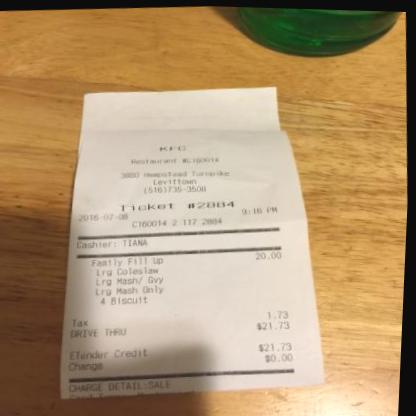 KFC
Restaurant #C160014
3880 Hempstead Turnpike
Levittown
(516)735-3508
Ticket #2884
2016-07-08 9:16 PM
C160014 2 117 2884
Cashier: TIANA
Family Fill Up 20.00
Lrg Coleslaw
Lrg Mash/ Gvy
Lrg Mash Only
4 Biscuit
Tax 1.73
DRIVE THRU $21.73
ETender Credit $21.73
Change $0.00
CHARGE DETAIL:SALE